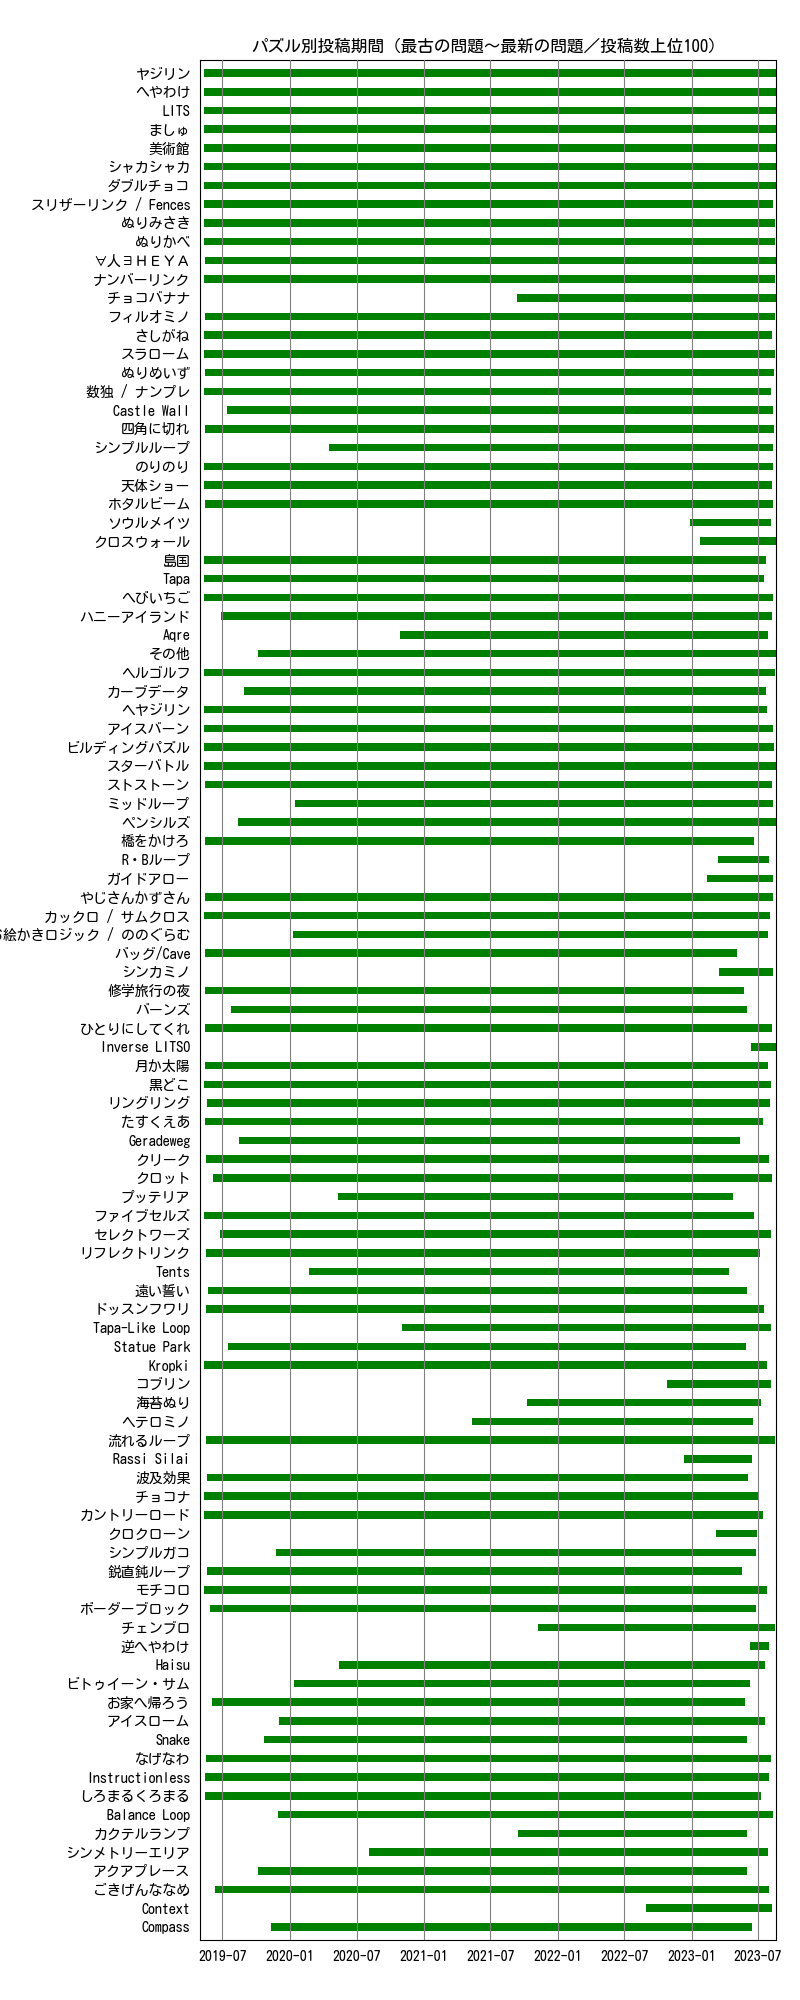 パズル別投稿期間（最古の問題～最新の問題／投稿数上位100）
ヤジリン
へやわけ
LITS
ましゅ
美術館
シャカシャカ
ダブルチョコ
スリザーリンク / Fences
ぬりみさき
ぬりかべ
∀人∃ＨＥＹＡ
ナンバーリンク
チョコバナナ
フィルオミノ
さしがね
スラローム
ぬりめいず
数独 / ナンプレ
Castle Wall
四角に切れ
シンプルループ
のりのり
天体ショー
ホタルビーム
ソウルメイツ
クロスウォール
島国
Tapa
へびいちご
ハニーアイランド
Aqre
その他
ヘルゴルフ
カーブデータ
ヘヤジリン
アイスバーン
ビルディングパズル
スターバトル
ストストーン
ミッドループ
ペンシルズ
橋をかけろ
R・Bループ
ガイドアロー
やじさんかずさん
カックロ / サムクロス
絵かきロジック / ののぐらむ
バッグ/Cave
シンカミノ
修学旅行の夜
バーンズ
ひとりにしてくれ
Inverse LITSO
月か太陽
黒どこ
リングリング
たすくえあ
Geradeweg
クリーク
クロット
プッテリア
ファイブセルズ
セレクトワーズ
リフレクトリンク
Tents
遠い誓い
ドッスンフワリ
Tapa-Like Loop
Statue Park
Kropki
コブリン
海苔ぬり
ヘテロミノ
流れるループ
Rassi Silai
波及効果
チョコナ
カントリーロード
クロクローン
シンプルガコ
鋭直鈍ループ
モチコロ
ボーダーブロック
チェンブロ
逆へやわけ
Haisu
ビトゥイーン・サム
お家へ帰ろう
アイスローム
Snake
なげなわ
Instructionless
しろまるくろまる
Balance Loop
カクテルランプ
シンメトリーエリア
アクアプレース
ごきげんななめ
Context
Compass
2019-07 2020-01 2020-07 2021-01 2021-07 2022-01 2022-07 2023-01 2023-07